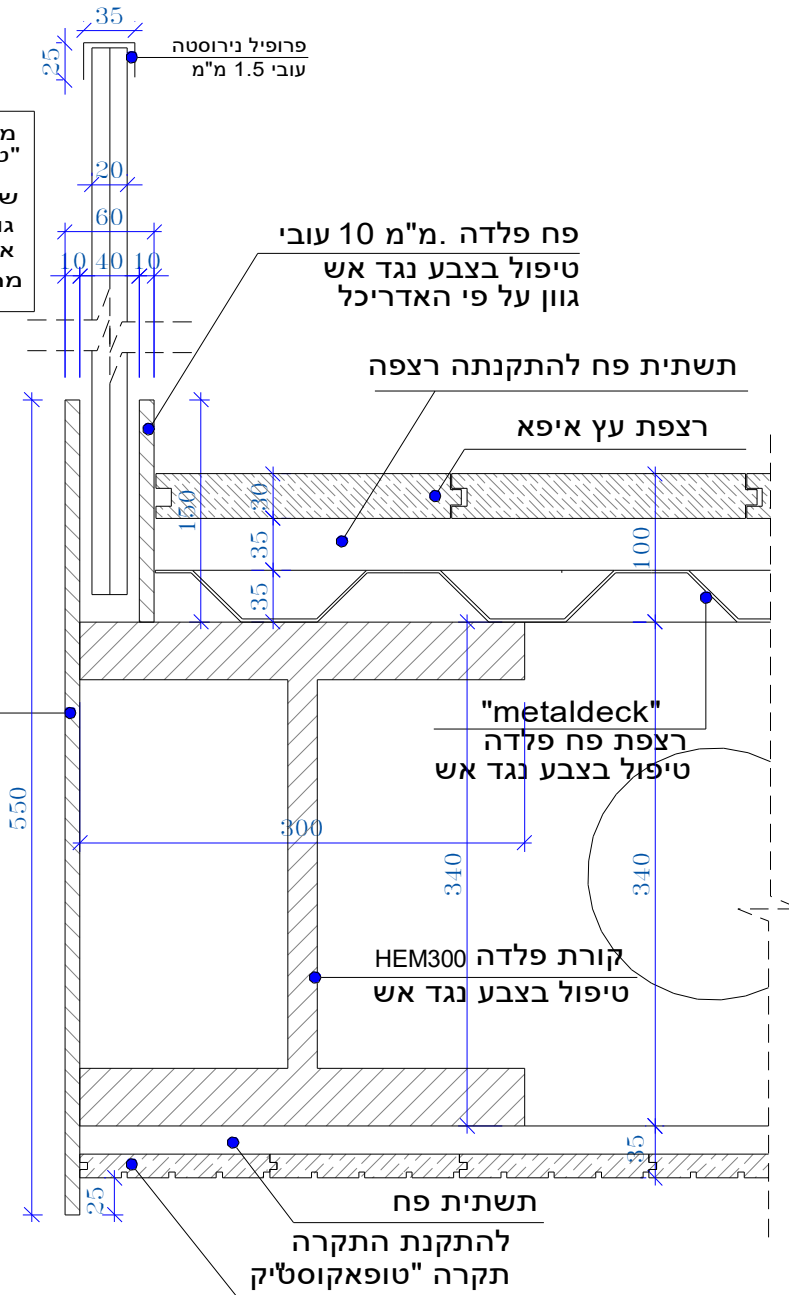 35
25
פרופיל נירוסטה
עובי 1.5 מ"מ
20
60
10 40 10
פח פלדה .מ"מ 10 עובי
טיפול בצבע נגד אש
גוון על פי האדריכל
תשתית פח להתקנתה רצפה
רצפת עץ איפא
150
30
35
35
100
"metaldeck"
רצפת פח פלדה
טיפול בצבע נגד אש
550
300
340
340
קורת פלדה HEM300
טיפול בצבע נגד אש
35
25
תשתית פח
להתקנת התקרה
תקרה "טופאקוסטיק"